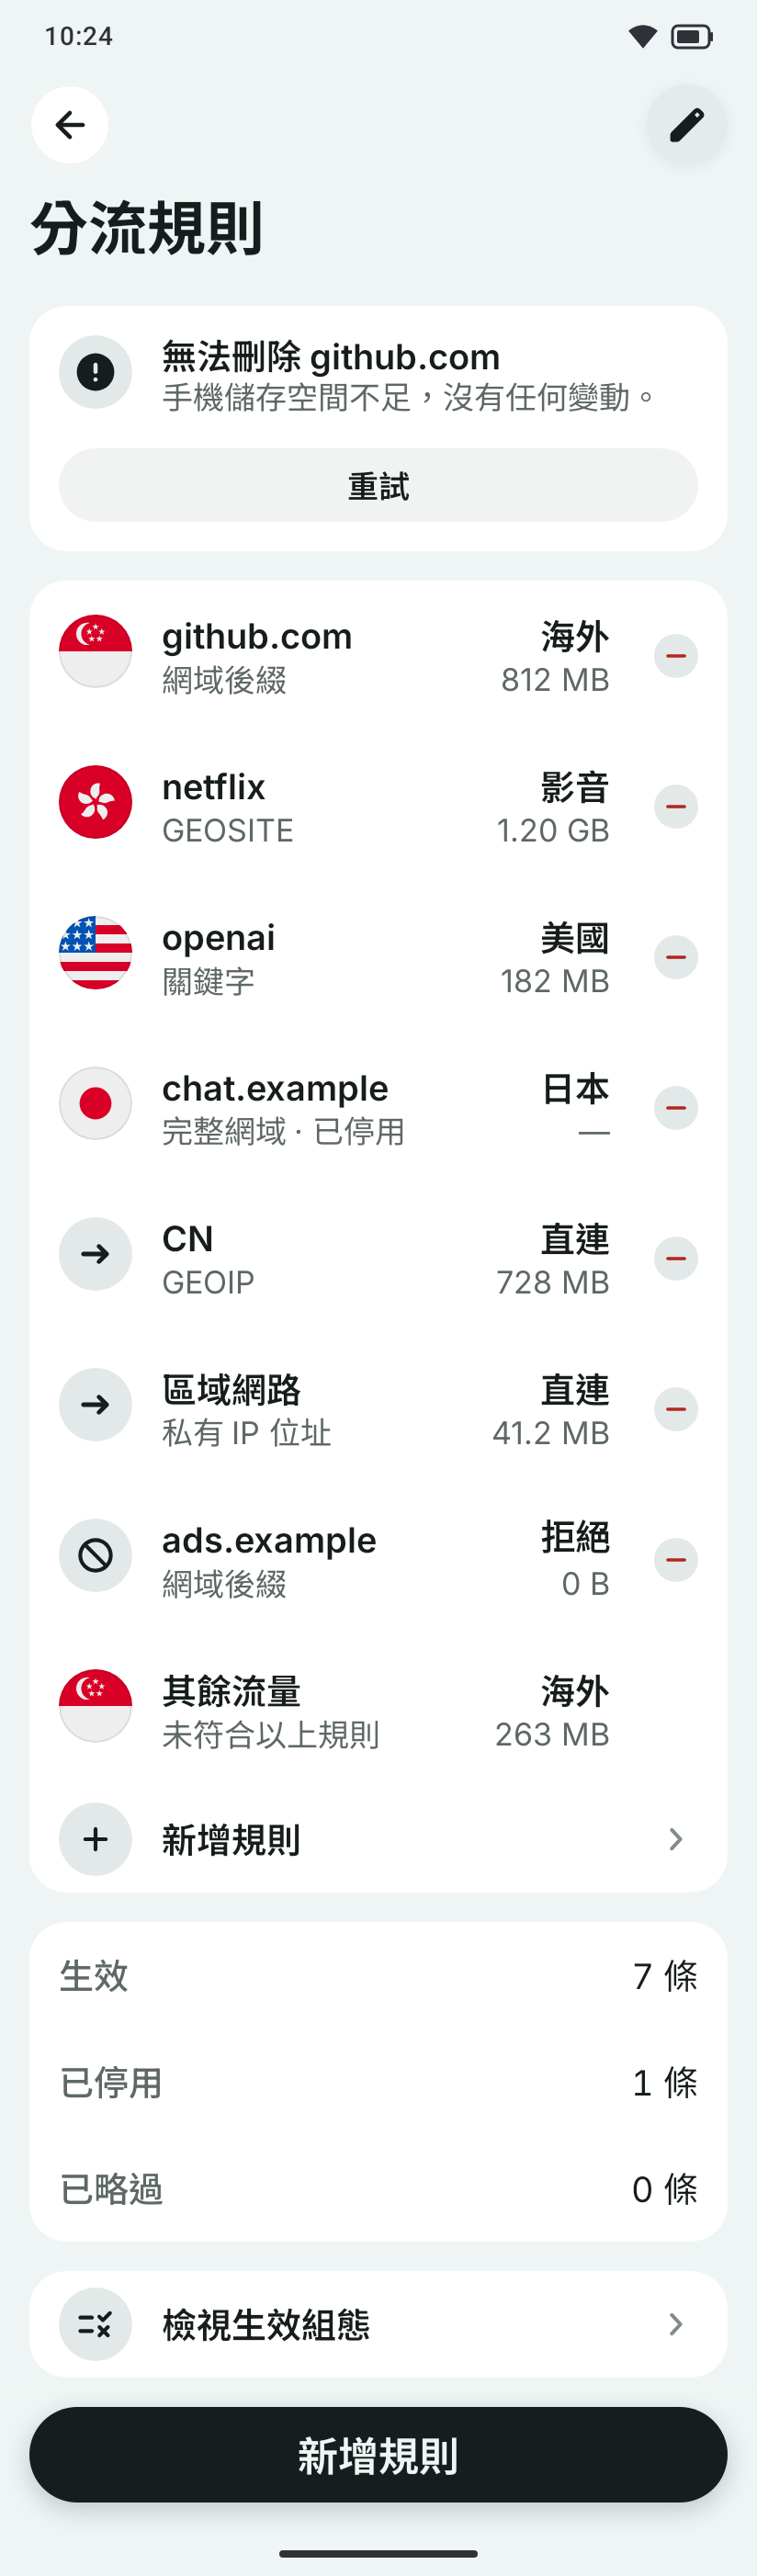 10:24
分流規則
無法刪除 github.com
手機儲存空間不足，沒有任何變動。
重試
github.com 海外
網域後綴 812 MB
netflix 影音
GEOSITE 1.20 GB
openai 美國
關鍵字 182 MB
chat.example 日本
完整網域 · 已停用 —
CN 直連
GEOIP 728 MB
區域網路 直連
私有 IP 位址 41.2 MB
ads.example 拒絕
網域後綴 0 B
其餘流量 海外
未符合以上規則 263 MB
新增規則
生效 7 條
已停用 1 條
已略過 0 條
檢視生效組態
新增規則